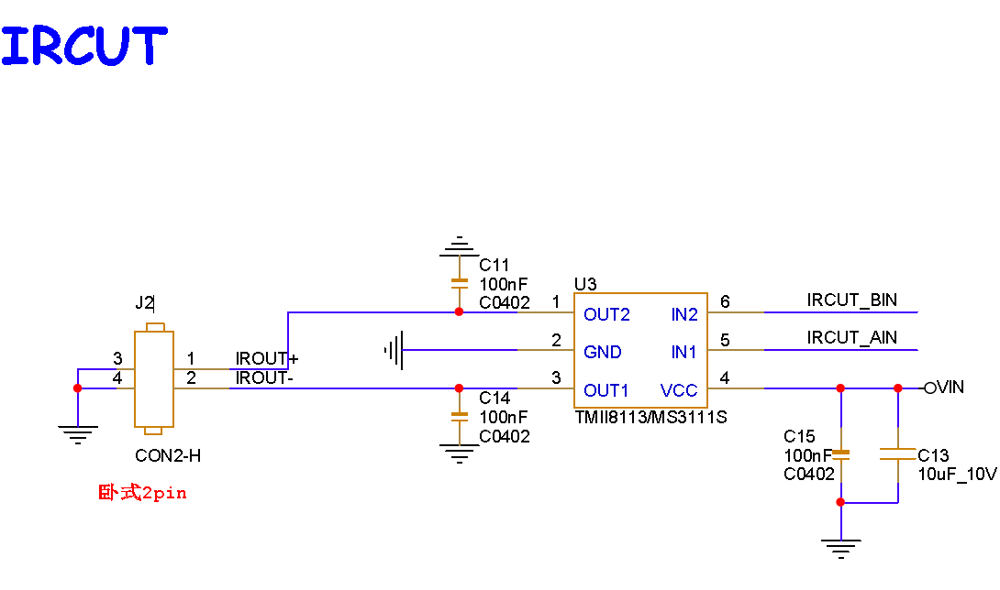 IRCUT
C11
100nF
C0402
J2
U3
1
OUT2
IN2
6
IRCUT_BIN
2
GND
IN1
5
IRCUT_AIN
3
OUT1
VCC
4
VIN
TMII8113/MS3111S
3
4
1
2
IROUT+
IROUT-
C14
100nF
C0402
CON2-H
卧式2pin
C15
100nF
C0402
C13
10uF_10V